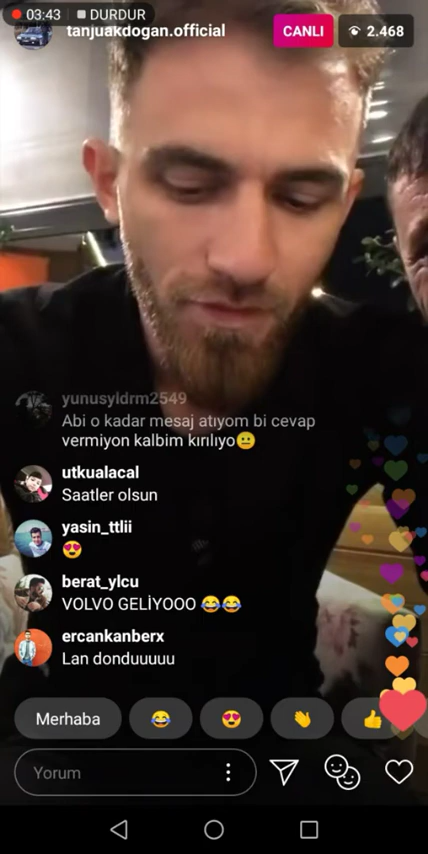 03:43 DURDUR
tanjuakdogan.official
CANLI
2.468
yunusyldrm2549
Abi o kadar mesaj atıyom bi cevap
vermiyon kalbim kırılıyo😐
utkualacal
Saatler olsun
yasin_ttlii
😍
berat_ylcu
VOLVO GELİYOOO 😂😂
ercankanberx
Lan donduuuuu
Merhaba 😂 😍 👏 👍
Yorum